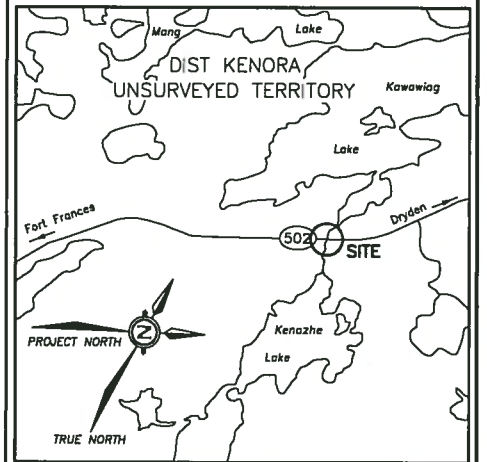 Mang Lake
DIST KENORA
UNSURVEYED TERRITORY
Kawawiag
Lake
Fort Frances
Dryden
502
SITE
N
PROJECT NORTH
Kenazhe
Lake
TRUE NORTH